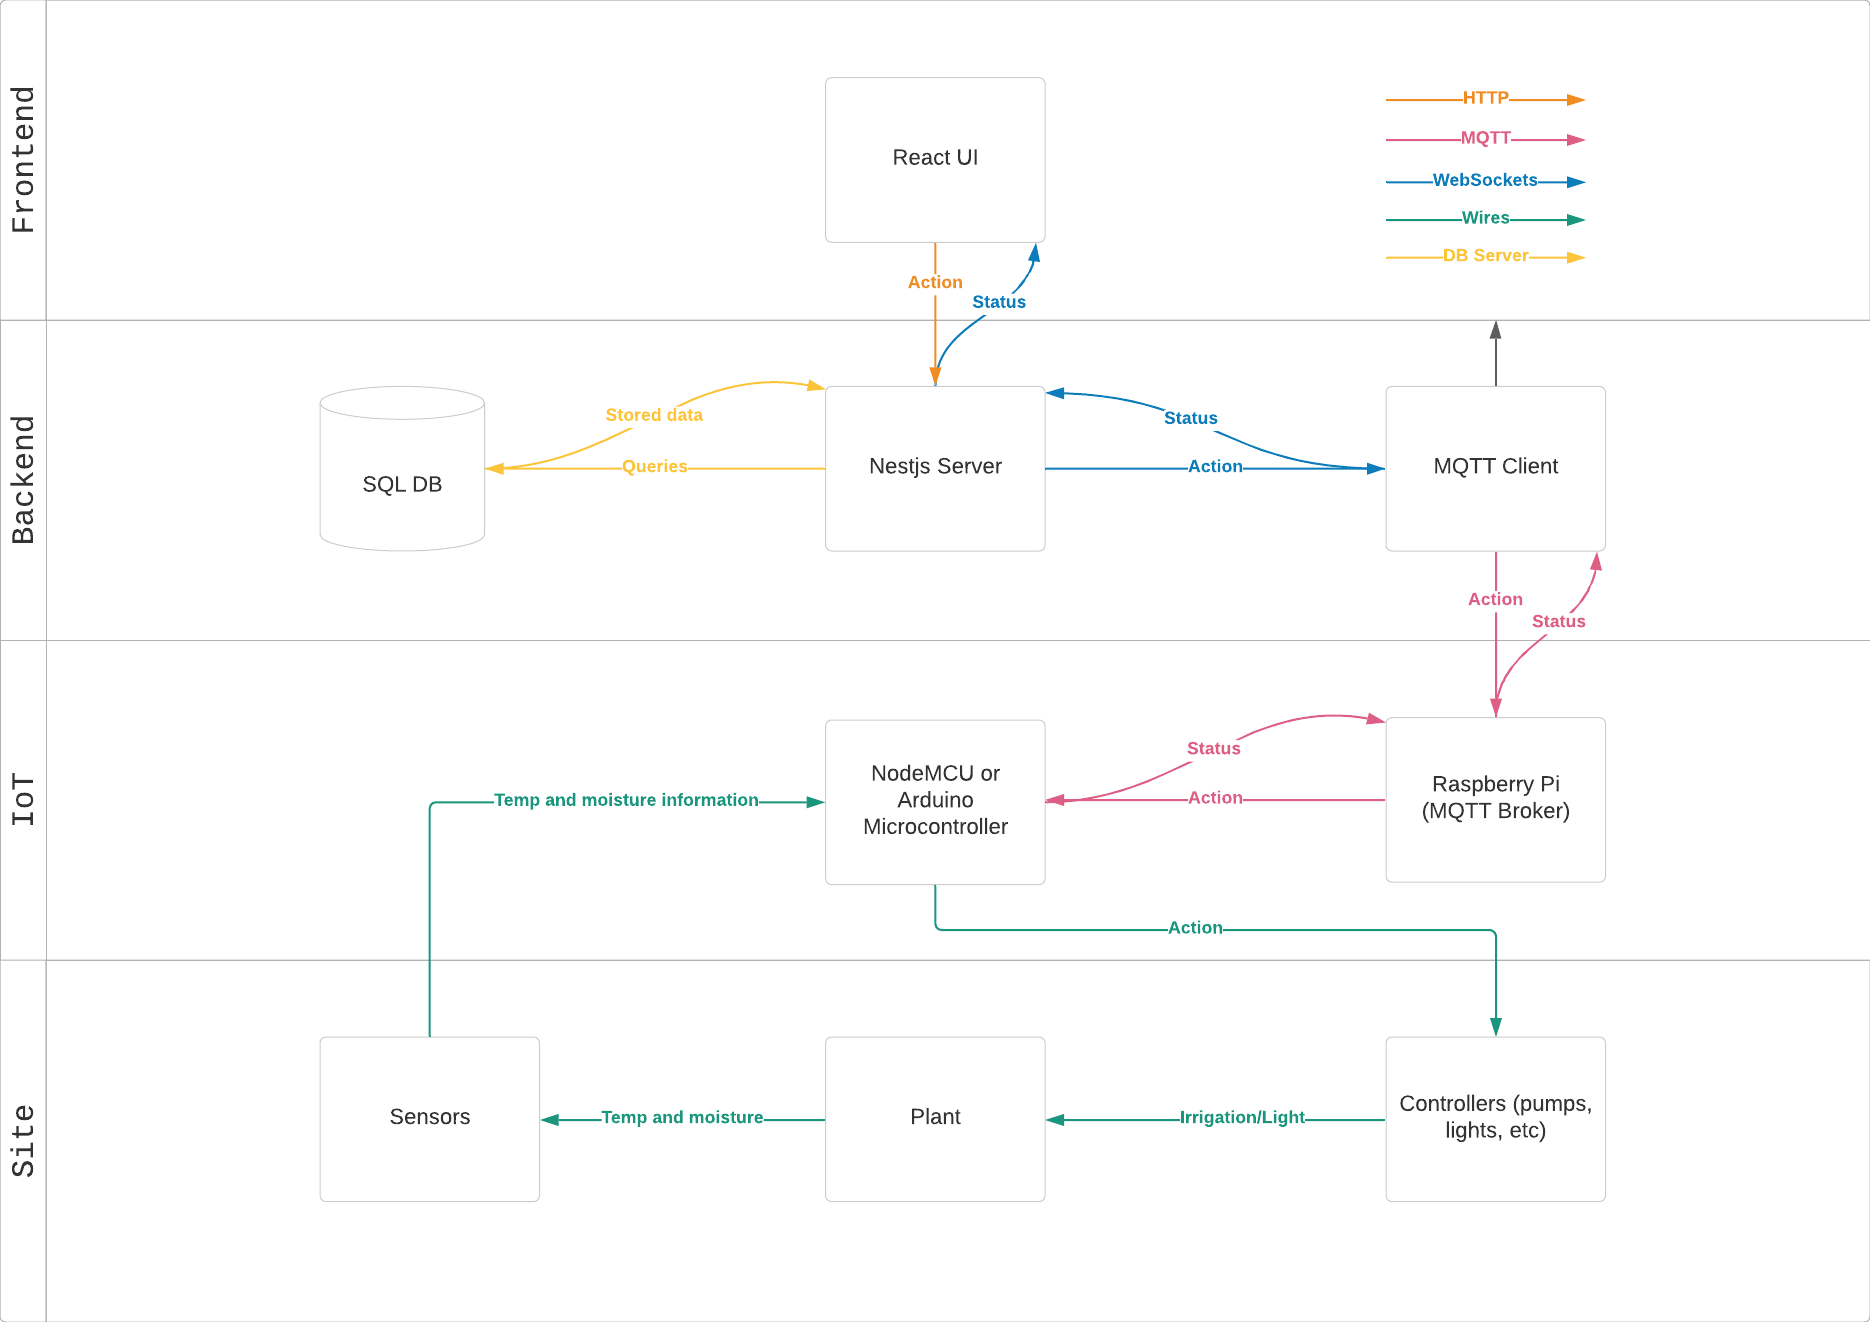 Frontend
React UI
HTTP
MQTT
WebSockets
Wires
DB Server
Action
Status
Backend
SQL DB
Stored data
Queries
Nestjs Server
Status
Action
MQTT Client
Action
Status
IoT
Temp and moisture information
NodeMCU or
Arduino
Microcontroller
Status
Action
Raspberry Pi
(MQTT Broker)
Action
Site
Sensors
Temp and moisture
Plant
Irrigation/Light
Controllers (pumps,
lights, etc)